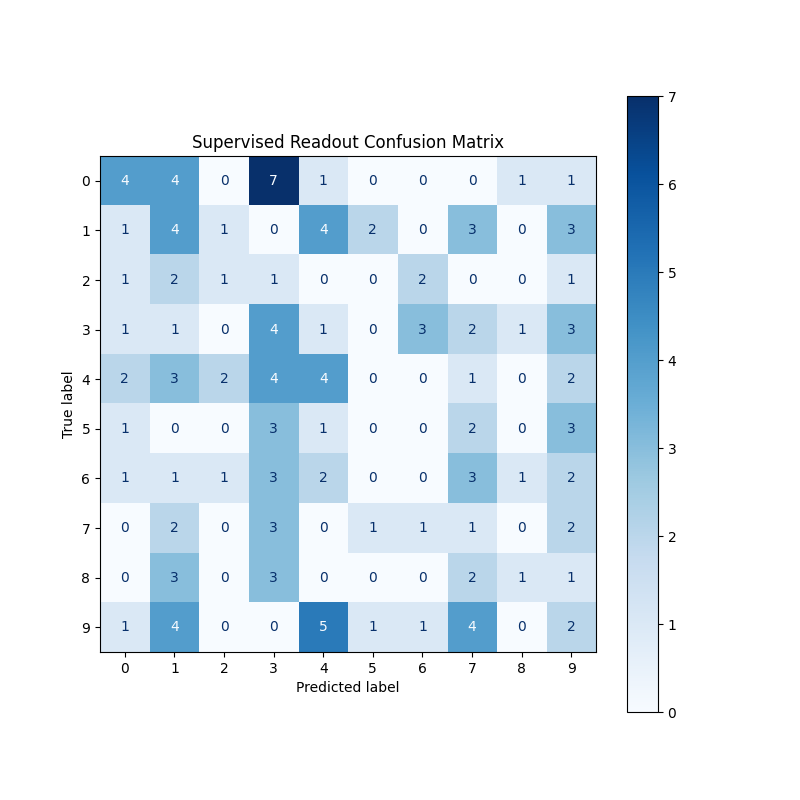 Supervised Readout Confusion Matrix
7
0 4 4 0 7 1 0 0 0 1 1
6
1 1 4 1 0 4 2 0 3 0 3
5
2 1 2 1 1 0 0 2 0 0 1
3 1 1 0 4 1 0 3 2 1 3
4
True label
4 2 3 2 4 4 0 0 1 0 2
5 1 0 0 3 1 0 0 2 0 3
3
6 1 1 1 3 2 0 0 3 1 2
7 0 2 0 3 0 1 1 1 0 2
2
8 0 3 0 3 0 0 0 2 1 1
1
9 1 4 0 0 5 1 1 4 0 2
0 1 2 3 4 5 6 7 8 9
Predicted label
0